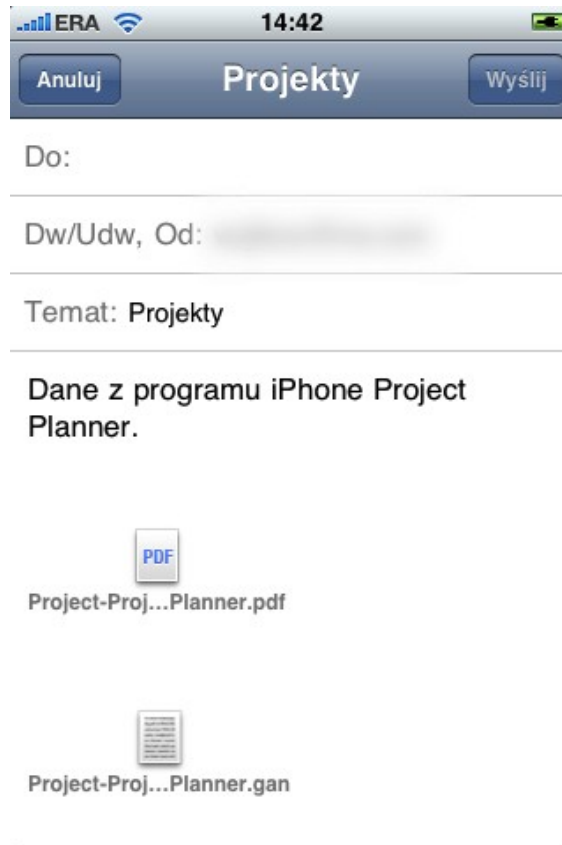 ERA 14:42
Anuluj Projekty Wyślij
Do:
Dw/Udw, Od:
Temat: Projekty
Dane z programu iPhone Project
Planner.
PDF
Project-Proj...Planner.pdf
Project-Proj...Planner.gan